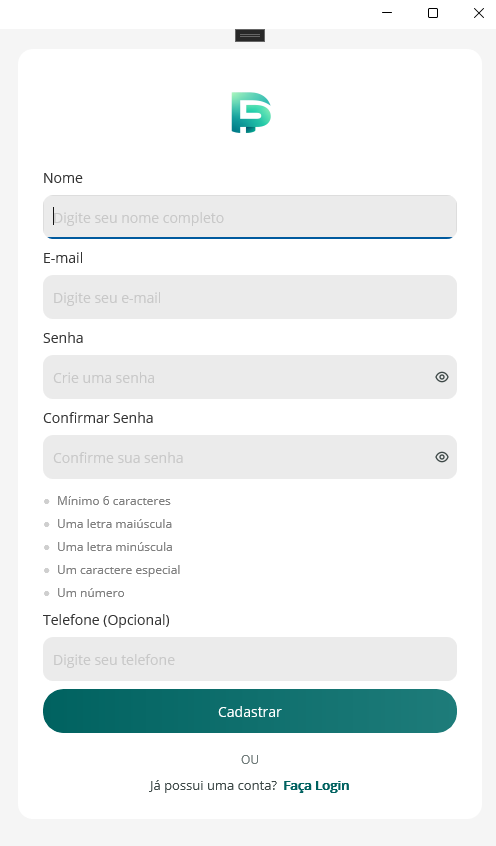 Nome
Digite seu nome completo
E-mail
Digite seu e-mail
Senha
Crie uma senha
Confirmar Senha
Confirme sua senha
Mínimo 6 caracteres
Uma letra maiúscula
Uma letra minúscula
Um caractere especial
Um número
Telefone (Opcional)
Digite seu telefone
Cadastrar
OU
Já possui uma conta? Faça Login